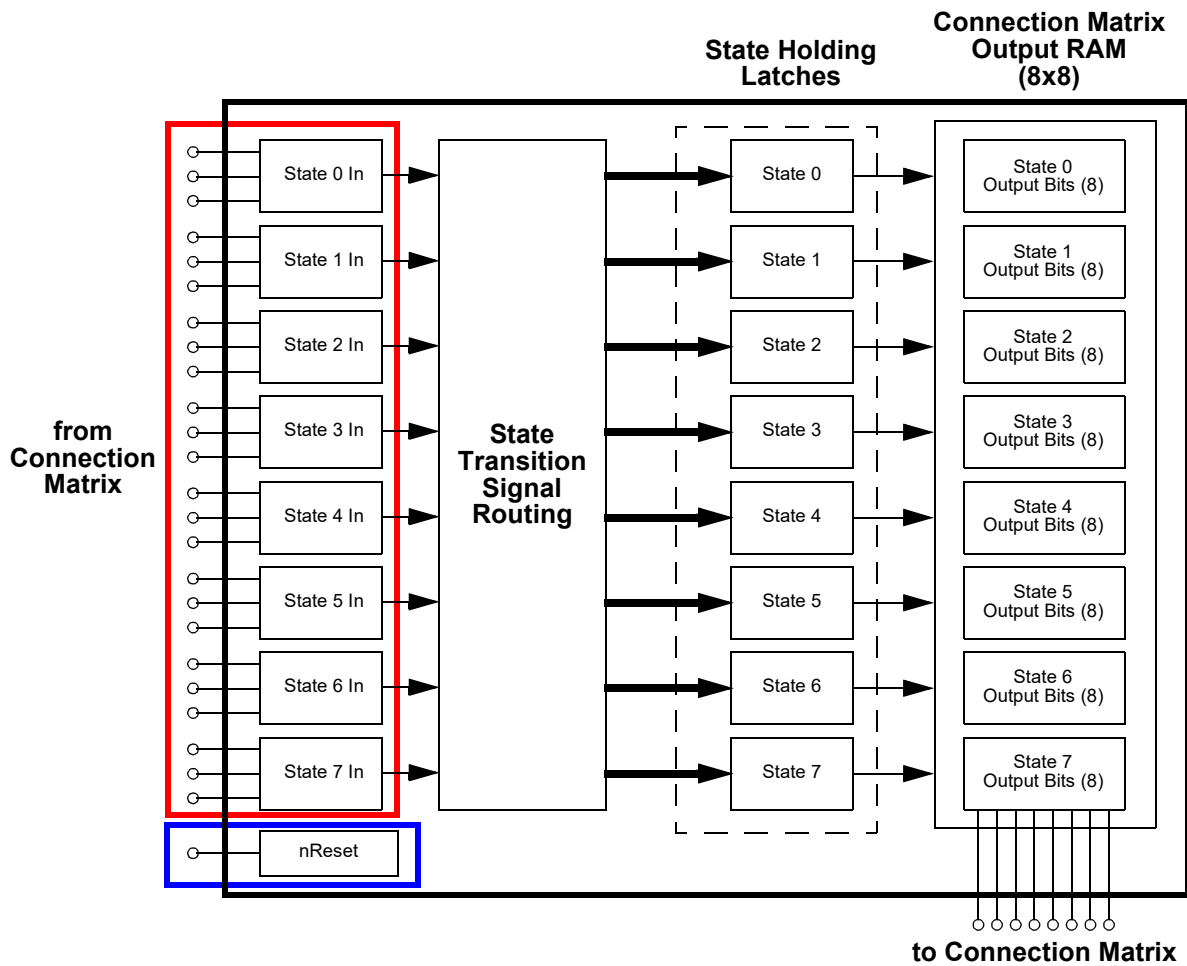 Connection Matrix
Output RAM
(8x8)
State Holding
Latches
from
Connection
Matrix
State 0 In
State 1 In
State 2 In
State 3 In
State 4 In
State 5 In
State 6 In
State 7 In
nReset
State
Transition
Signal
Routing
State 0
State 1
State 2
State 3
State 4
State 5
State 6
State 7
State 0
Output Bits (8)
State 1
Output Bits (8)
State 2
Output Bits (8)
State 3
Output Bits (8)
State 4
Output Bits (8)
State 5
Output Bits (8)
State 6
Output Bits (8)
State 7
Output Bits (8)
to Connection Matrix